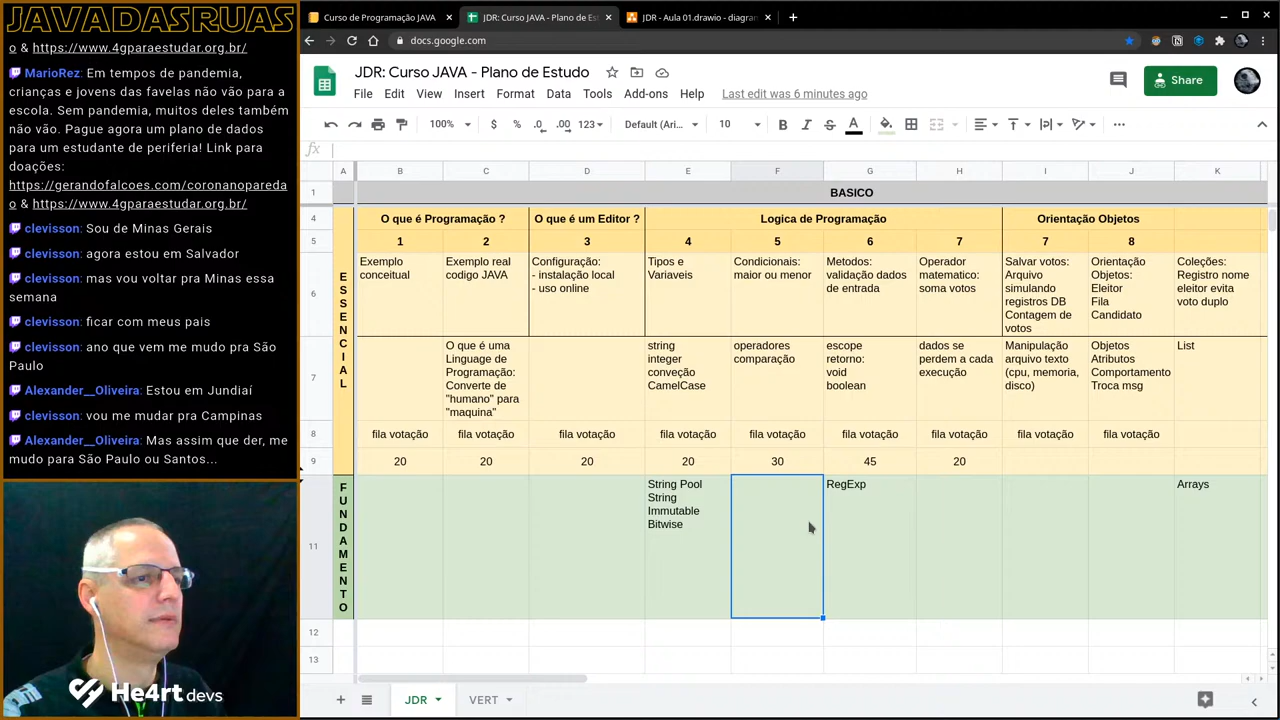 JAVADASRUAS
o & https://www.4gparaestudar.org.br/
MarioRez: Em tempos de pandemia,
crianças e jovens das favelas não vão para a
escola. Sem pandemia, muitos deles também
não vão. Pague agora um plano de dados
para um estudante de periferia! Link para
doações:
https://gerandofalcoes.com/coronanopareda
o & https://www.4gparaestudar.org.br/
clevisson: Sou de Minas Gerais
clevisson: agora estou em Salvador
clevisson: mas vou voltar pra Minas essa
semana
clevisson: ficar com meus pais
clevisson: ano que vem me mudo pra São
Paulo
Alexander__Oliveira: Estou em Jundiaí
clevisson: vou me mudar pra Campinas
Alexander__Oliveira: Mas assim que der, me
mudo para São Paulo ou Santos...
He4rt devs
Curso de Programação JAVA
JDR: Curso JAVA - Plano de Est
JDR - Aula 01.drawio - diagram
docs.google.com
JDR: Curso JAVA - Plano de Estudo
File Edit View Insert Format Data Tools Add-ons Help Last edit was 6 minutes ago
Share
100% $ % .0 .00 123 Default (Ari... 10 B I S A
fx
A B C D E F G H I J K
1 BASICO
4 O que é Programação ? O que é um Editor ? Logica de Programação Orientação Objetos
5 1 2 3 4 5 6 7 7 8
6
Exemplo
conceitual
Exemplo real
codigo JAVA
Configuração:
- instalação local
- uso online
Tipos e
Variaveis
Condicionais:
maior ou menor
Metodos:
validação dados
de entrada
Operador
matematico:
soma votos
Salvar votos:
Arquivo
simulando
registros DB
Contagem de
votos
Orientação
Objetos:
Eleitor
Fila
Candidato
Coleções:
Registro nome
eleitor evita
voto duplo
ESSENCIAL
7
O que é uma
Linguage de
Programação:
Converte de
"humano" para
"maquina"
string
integer
conveção
CamelCase
operadores
comparação
escope
retorno:
void
boolean
dados se
perdem a cada
execução
Manipulação
arquivo texto
(cpu, memoria,
disco)
Objetos
Atributos
Comportamento
Troca msg
List
8 fila votação fila votação fila votação fila votação fila votação fila votação fila votação fila votação fila votação
9 20 20 20 20 30 45 20
FUNDAMENTO
11
String Pool
String
Immutable
Bitwise
RegExp
Arrays
12
13
JDR VERT